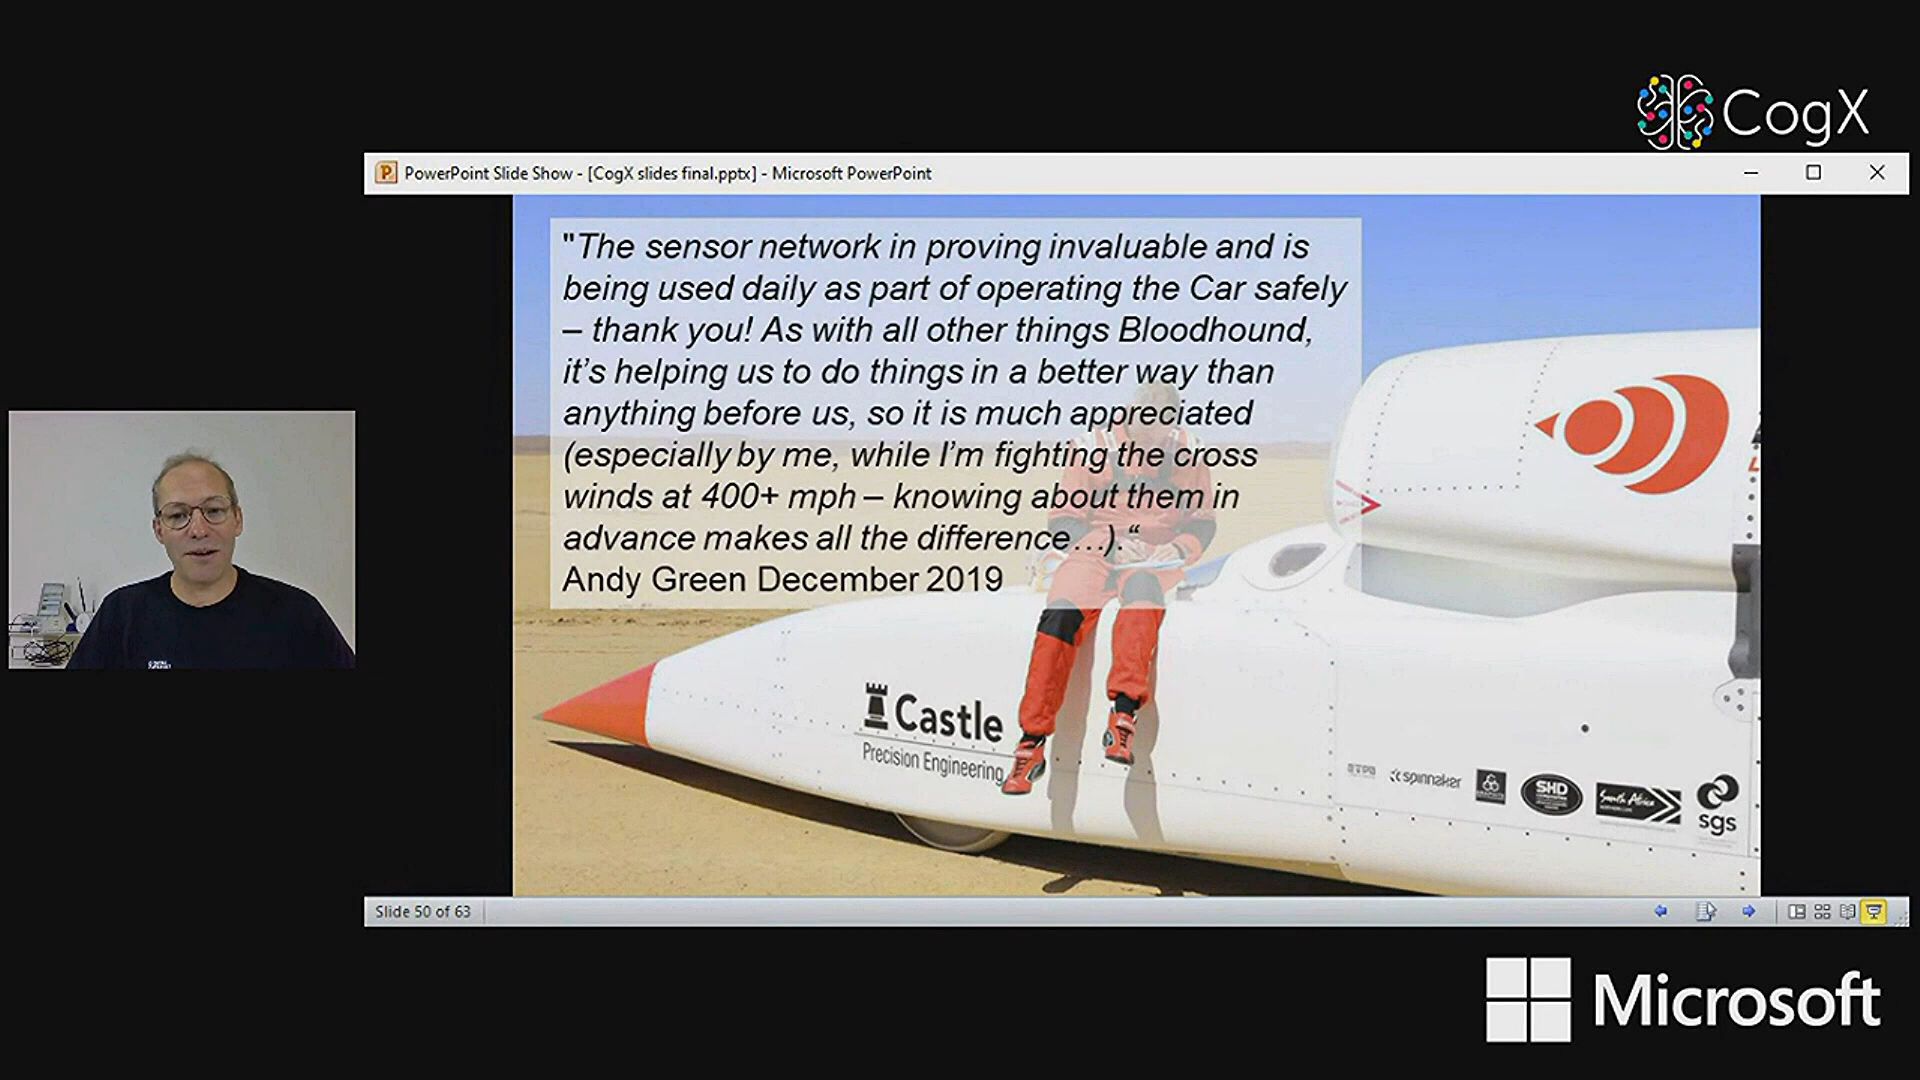 CogX
PowerPoint Slide Show - [CogX slides final.pptx] - Microsoft PowerPoint
"The sensor network in proving invaluable and is
being used daily as part of operating the Car safely
– thank you! As with all other things Bloodhound,
it’s helping us to do things in a better way than
anything before us, so it is much appreciated
(especially by me, while I’m fighting the cross
winds at 400+ mph – knowing about them in
advance makes all the difference…).“
Andy Green December 2019
Castle
Precision Engineering
spinnaker
SHD
South Africa
sgs
Slide 50 of 63
Microsoft